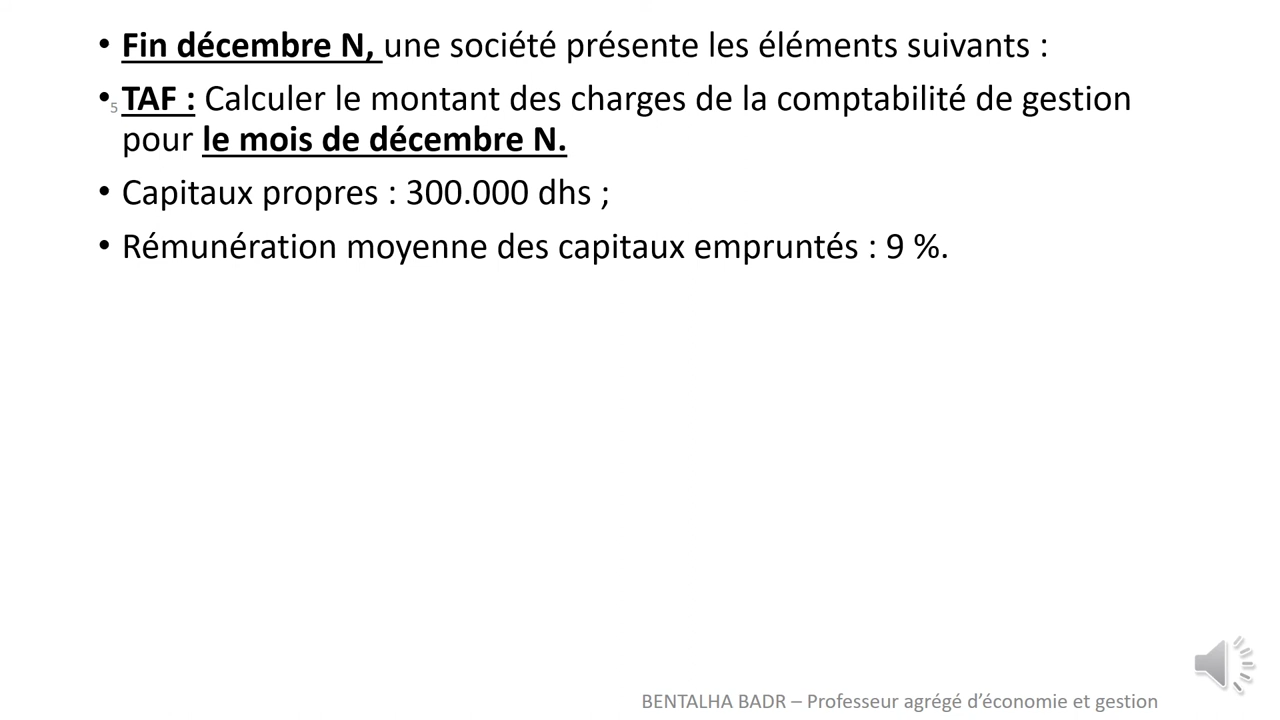 • Fin décembre N, une société présente les éléments suivants :
• TAF : Calculer le montant des charges de la comptabilité de gestion
5
pour le mois de décembre N.
• Capitaux propres : 300.000 dhs ;
• Rémunération moyenne des capitaux empruntés : 9 %.
BENTALHA BADR – Professeur agrégé d’économie et gestion